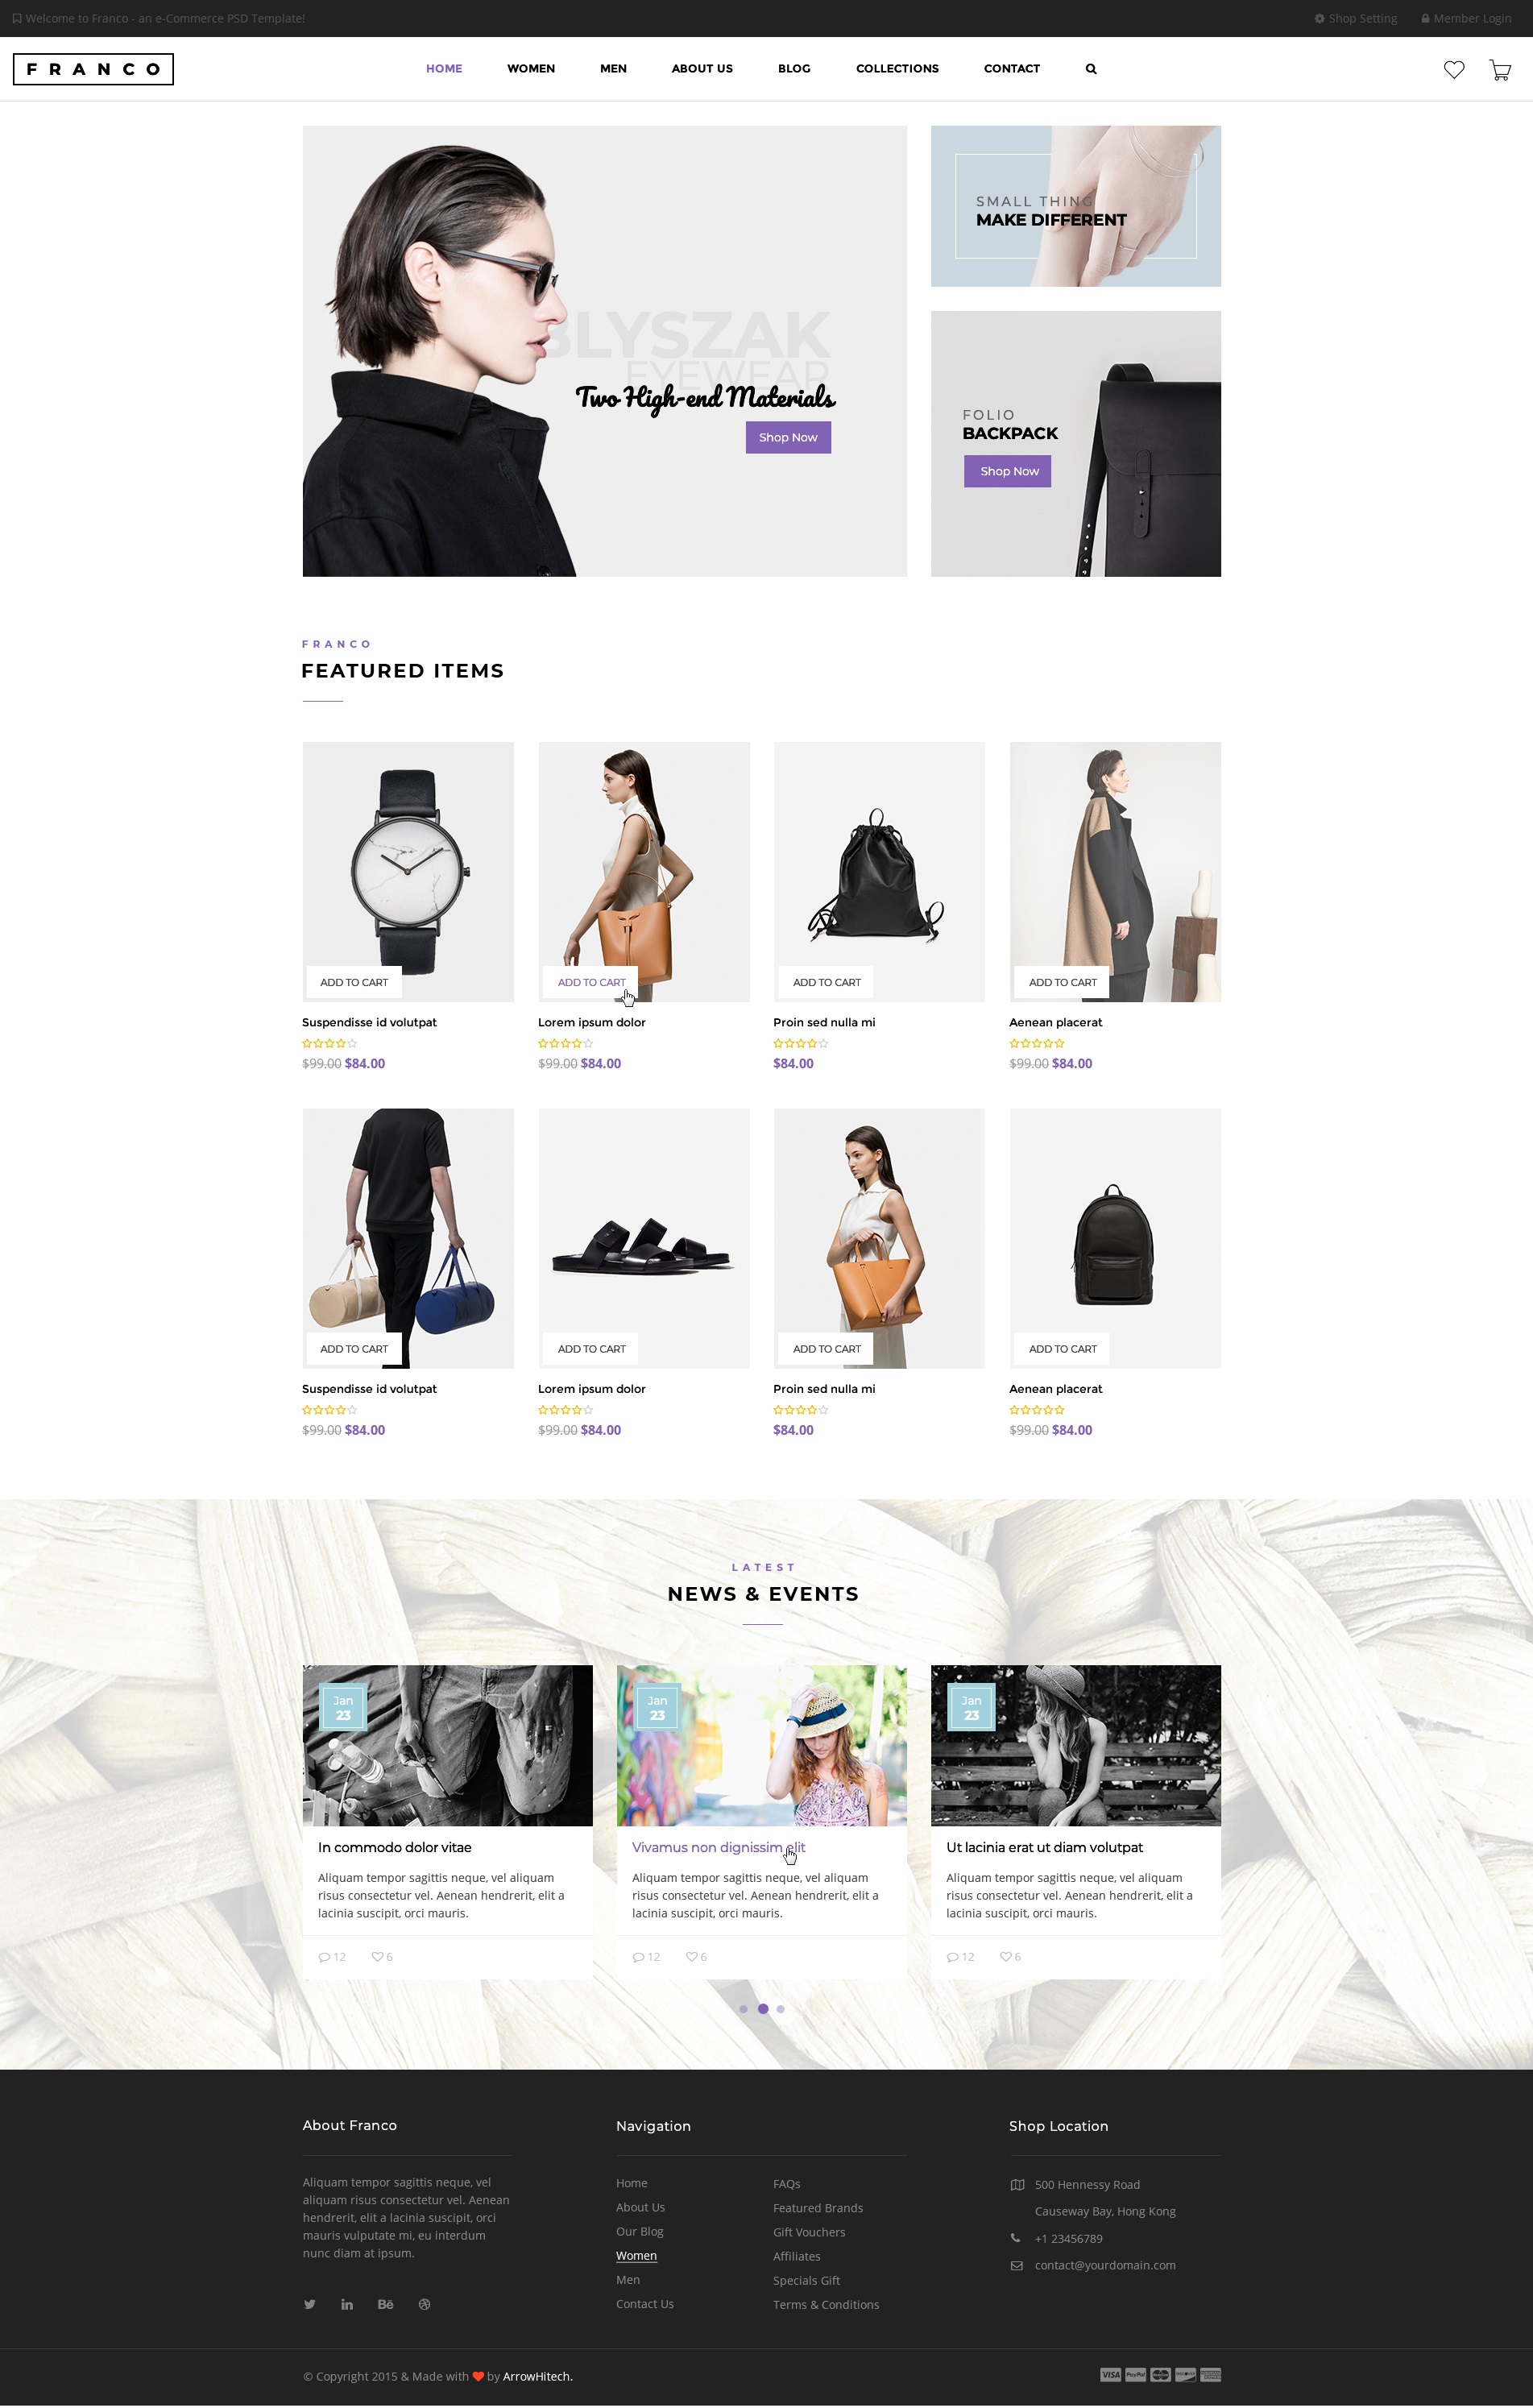 Welcome to Franco - an e-Commerce PSD Template!
Shop Setting
Member Login
FRANCO
HOME
WOMEN
MEN
ABOUT US
BLOG
COLLECTIONS
CONTACT
BLYSZAK
EYEWEAR
Two High-end Materials
Shop Now
SMALL THING
MAKE DIFFERENT
FOLIO
BACKPACK
Shop Now
FRANCO
FEATURED ITEMS
ADD TO CART
ADD TO CART
ADD TO CART
ADD TO CART
Suspendisse id volutpat
Lorem ipsum dolor
Proin sed nulla mi
Aenean placerat
$99.00 $84.00
$99.00 $84.00
$84.00
$99.00 $84.00
ADD TO CART
ADD TO CART
ADD TO CART
ADD TO CART
Suspendisse id volutpat
Lorem ipsum dolor
Proin sed nulla mi
Aenean placerat
$99.00 $84.00
$99.00 $84.00
$84.00
$99.00 $84.00
LATEST
NEWS & EVENTS
Jan
23
In commodo dolor vitae
Aliquam tempor sagittis neque, vel aliquam
risus consectetur vel. Aenean hendrerit, elit a
lacinia suscipit, orci mauris.
12
6
Jan
23
Vivamus non dignissim elit
Aliquam tempor sagittis neque, vel aliquam
risus consectetur vel. Aenean hendrerit, elit a
lacinia suscipit, orci mauris.
12
6
Jan
23
Ut lacinia erat ut diam volutpat
Aliquam tempor sagittis neque, vel aliquam
risus consectetur vel. Aenean hendrerit, elit a
lacinia suscipit, orci mauris.
12
6
About Franco
Aliquam tempor sagittis neque, vel
aliquam risus consectetur vel. Aenean
hendrerit, elit a lacinia suscipit, orci
mauris vulputate mi, eu interdum
nunc diam at ipsum.
Bē
Navigation
Home
About Us
Our Blog
Women
Men
Contact Us
FAQs
Featured Brands
Gift Vouchers
Affiliates
Specials Gift
Terms & Conditions
Shop Location
500 Hennessy Road
Causeway Bay, Hong Kong
+1 23456789
contact@yourdomain.com
© Copyright 2015 & Made with ❤ by ArrowHitech.
VISA
PayPal